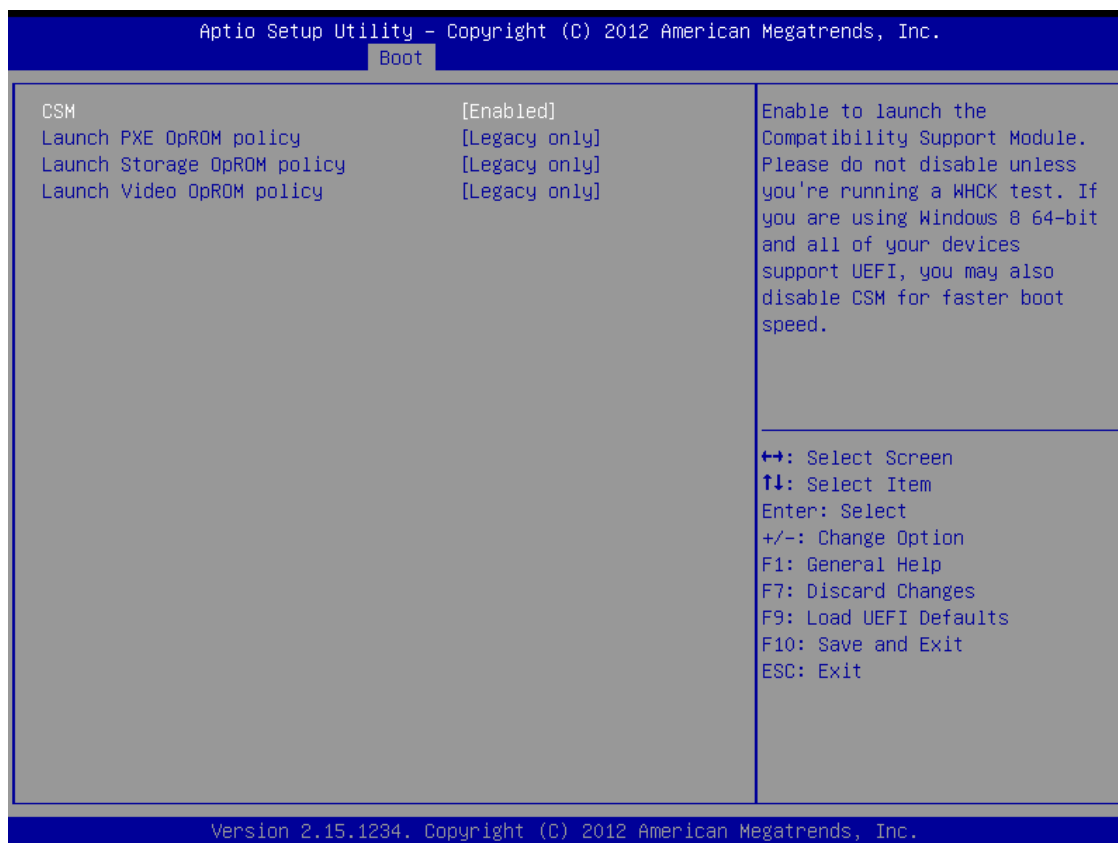 Aptio Setup Utility – Copyright (C) 2012 American Megatrends, Inc.
Boot
CSM [Enabled]
Launch PXE OpROM policy [Legacy only]
Launch Storage OpROM policy [Legacy only]
Launch Video OpROM policy [Legacy only]
Enable to launch the
Compatibility Support Module.
Please do not disable unless
you're running a WHCK test. If
you are using Windows 8 64-bit
and all of your devices
support UEFI, you may also
disable CSM for faster boot
speed.
↔: Select Screen
↑↓: Select Item
Enter: Select
+/-: Change Option
F1: General Help
F7: Discard Changes
F9: Load UEFI Defaults
F10: Save and Exit
ESC: Exit
Version 2.15.1234. Copyright (C) 2012 American Megatrends, Inc.